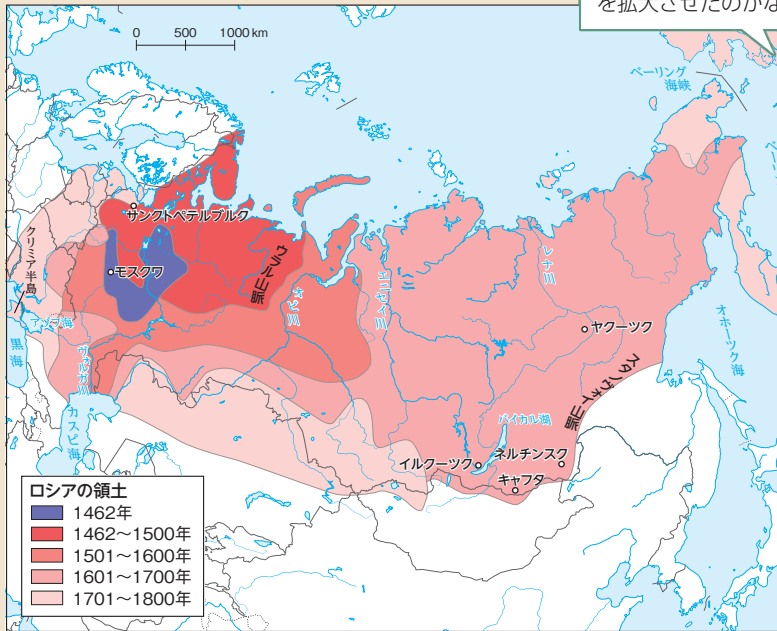 を拡大させたのかな
0 500 1000 km
ベーリング
海峡
サンクトペテルブルク
クリミア半島
モスクワ
ウラル山脈
オビ川
エニセイ川
レナ川
ヤクーツク
オホーツク海
アゾフ海
黒海
ヴォルガ川
カスピ海
スタノヴォイ山脈
バイカル湖
イルクーツク
ネルチンスク
キャフタ
ロシアの領土
1462年
1462～1500年
1501～1600年
1601～1700年
1701～1800年